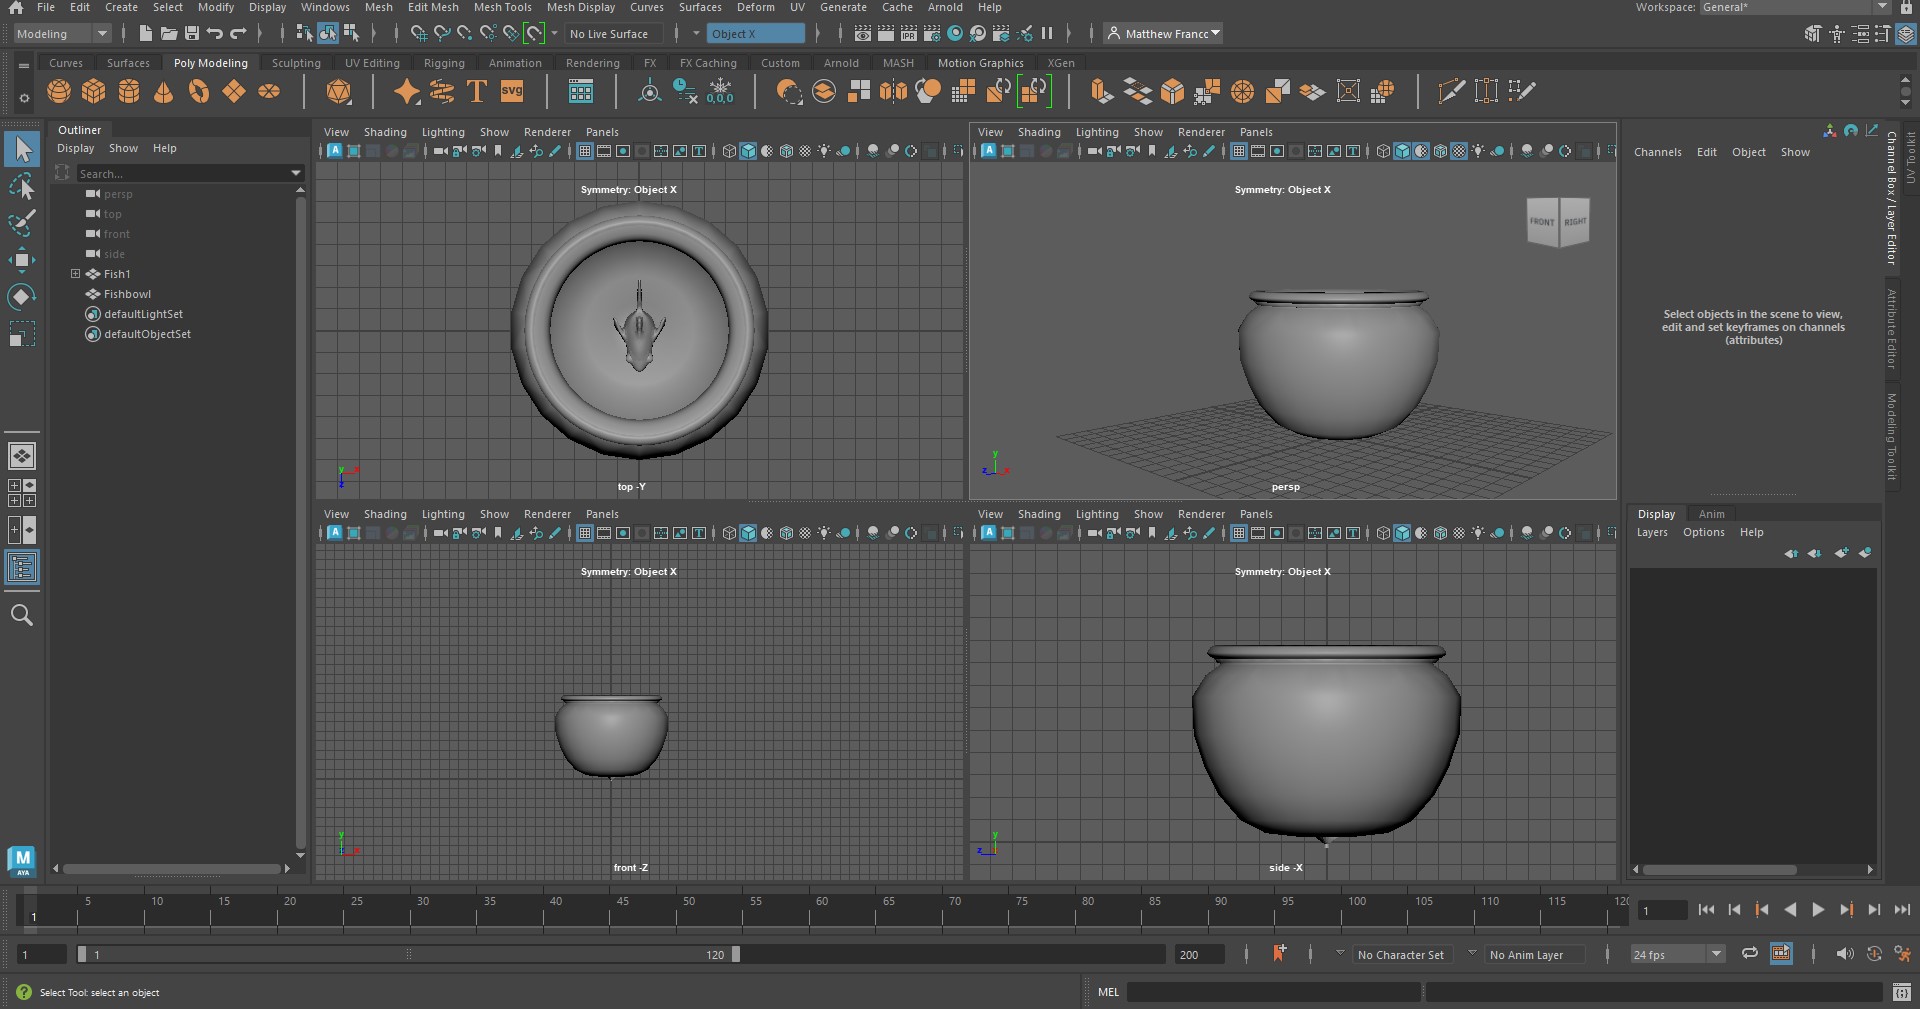 File Edit Create Select Modify Display Windows Mesh Edit Mesh Mesh Tools Mesh Display Curves Surfaces Deform UV Generate Cache Arnold Help
Workspace: General*
Modeling
No Live Surface
Object X
Matthew Franco
Curves Surfaces Poly Modeling Sculpting UV Editing Rigging Animation Rendering FX FX Caching Custom Arnold MASH Motion Graphics XGen
T
svg
0,0,0
IPR
Outliner
Display Show Help
Search...
persp
top
front
side
Fish1
Fishbowl
defaultLightSet
defaultObjectSet
View Shading Lighting Show Renderer Panels
Symmetry: Object X
y
x
z
top -Y
View Shading Lighting Show Renderer Panels
Symmetry: Object X
FRONT RIGHT
y
z x
persp
View Shading Lighting Show Renderer Panels
Symmetry: Object X
y
z x
front -Z
View Shading Lighting Show Renderer Panels
Symmetry: Object X
y
z
side -X
Channels Edit Object Show
Select objects in the scene to view,
edit and set keyframes on channels
(attributes)
Channel Box / Layer Editor
Attribute Editor
Modeling Toolkit
UV Toolkit
Display Anim
Layers Options Help
M
AYA
5 10 15 20 25 30 35 40 45 50 55 60 65 70 75 80 85 90 95 100 105 110 115 120
1
1
1
1
120
200
No Character Set
No Anim Layer
24 fps
Select Tool: select an object
MEL